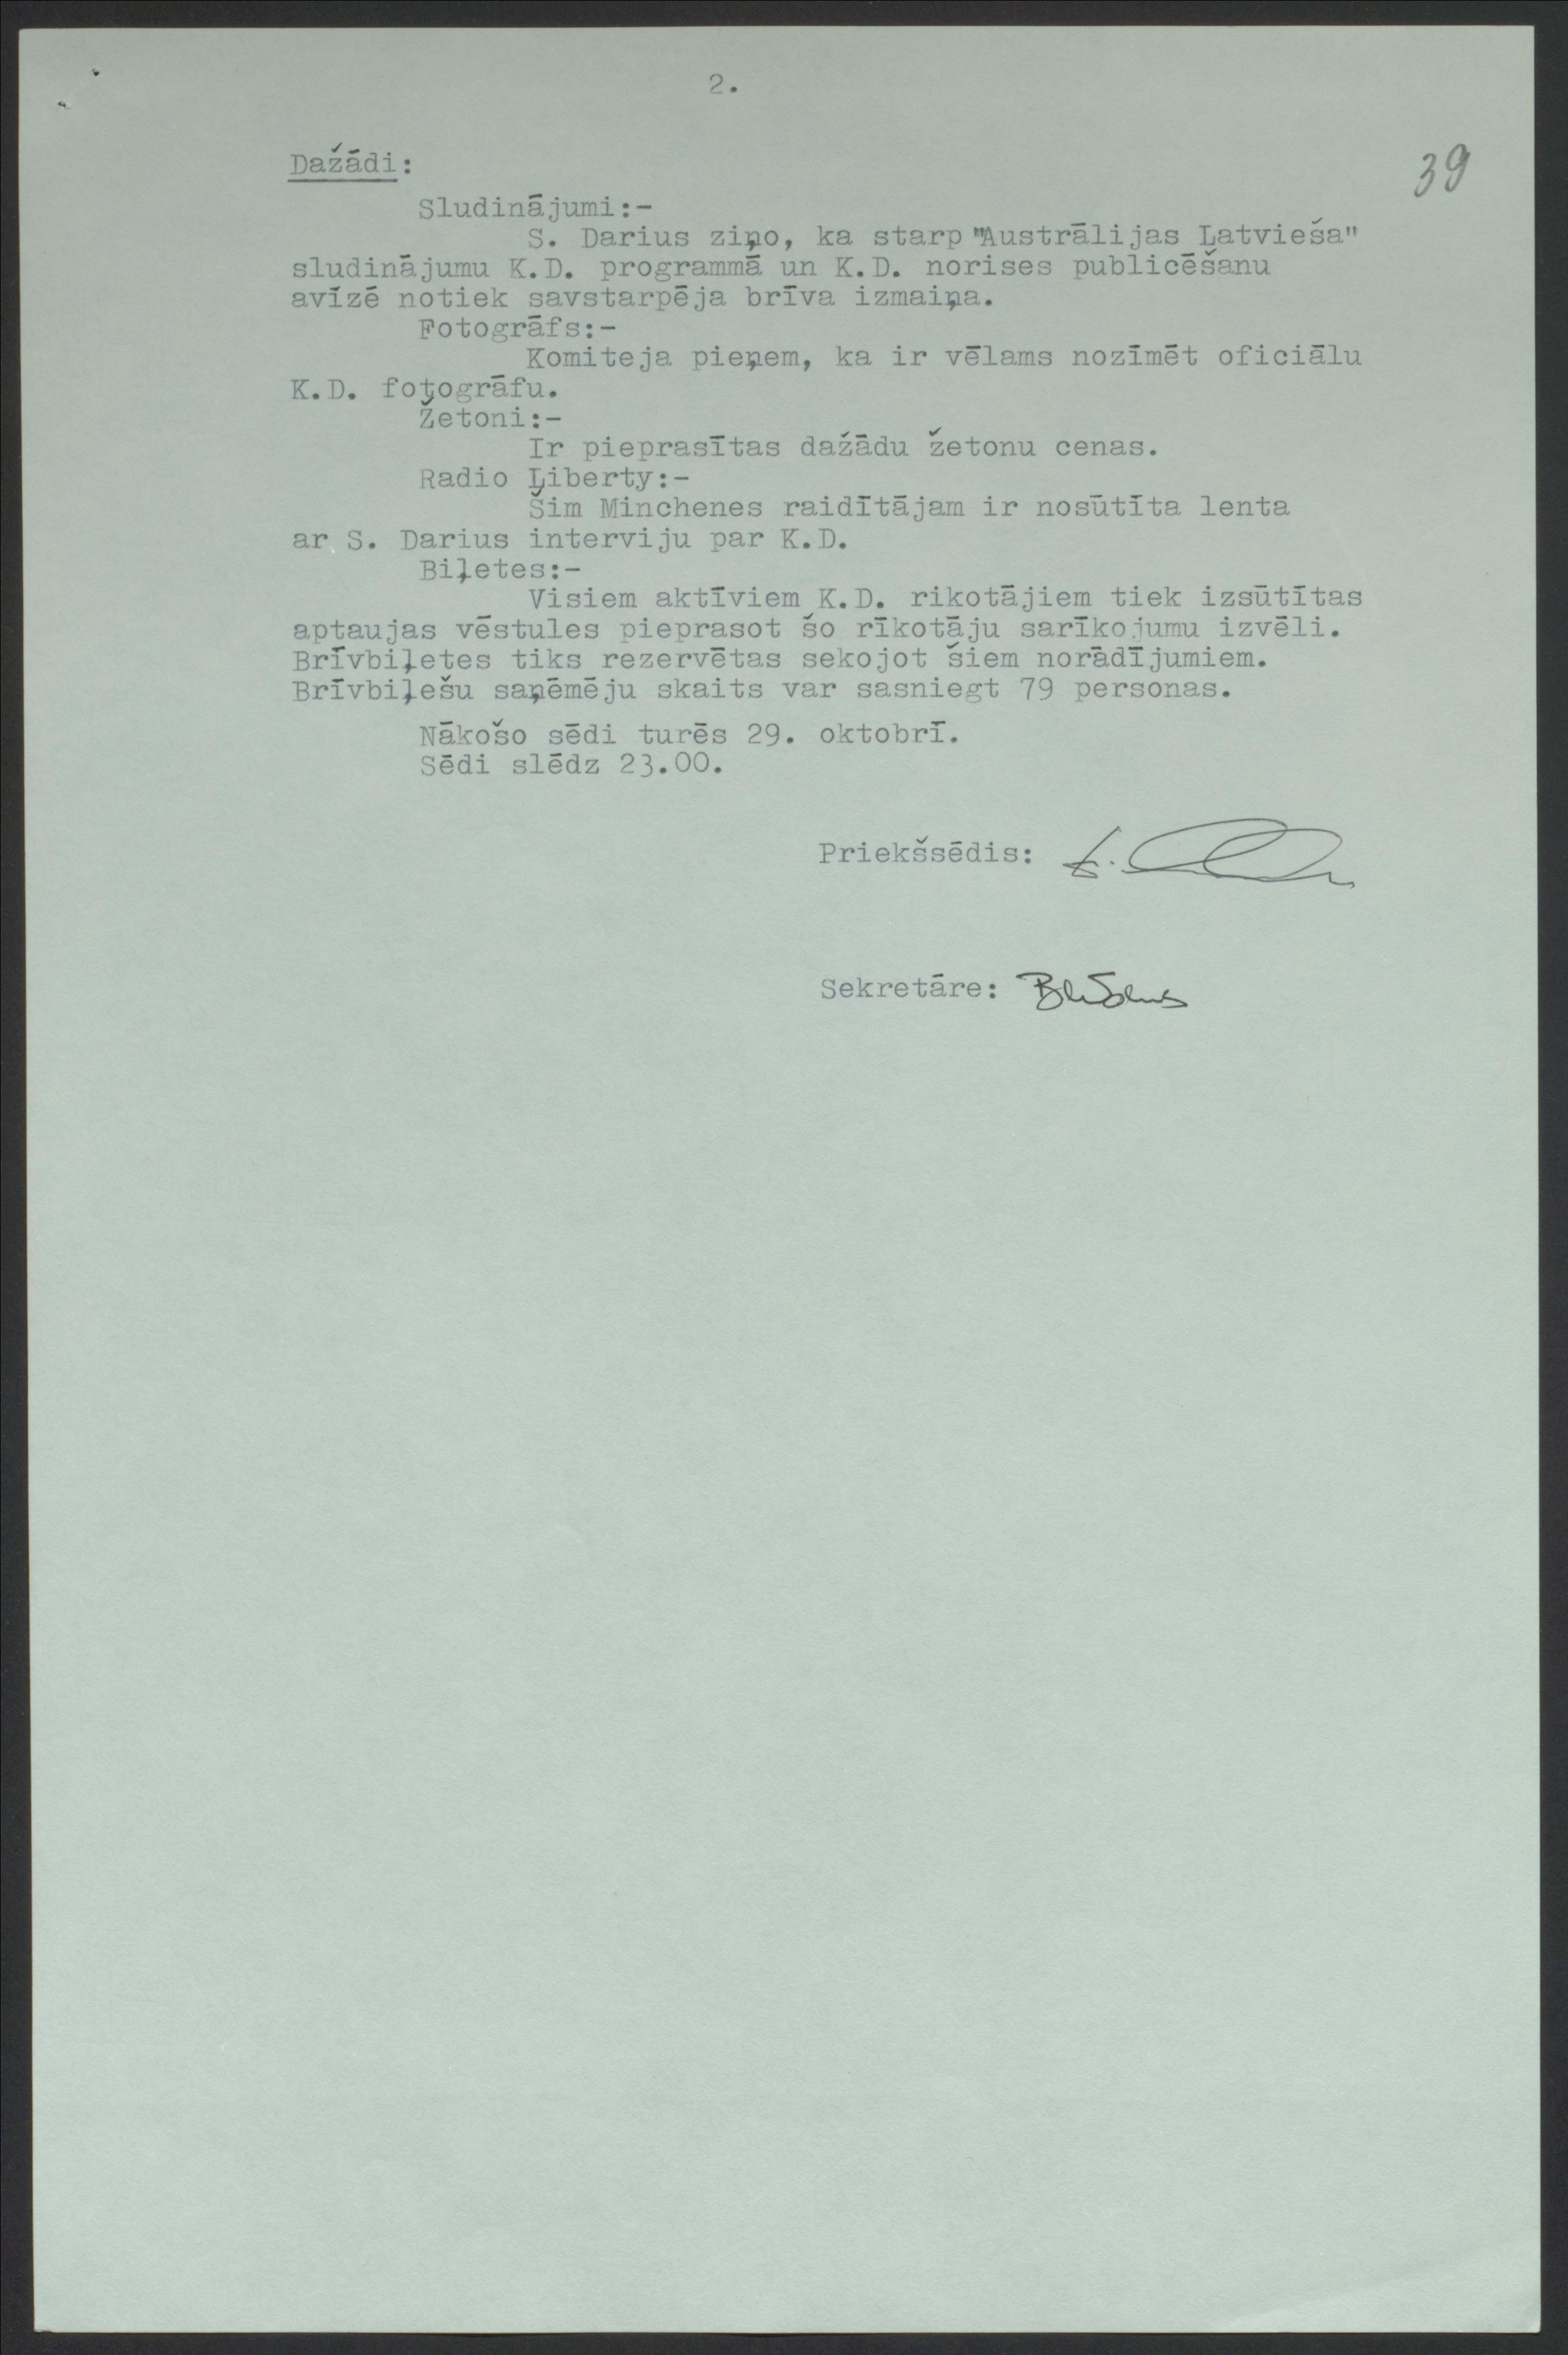 2.
39
Dažādi:
Sludinājumi:-
S. Darius ziņo, ka starp "Austrālijas Latvieša"
sludinājumu K.D. programmā un K.D. norises publicēšanu
avīzē notiek savstarpēja brīva izmaiņa.
Fotogrāfs:-
Komiteja pieņem, ka ir vēlams nozīmēt oficiālu
K.D. fotogrāfu.
Žetoni:-
Ir pieprasītas dažādu žetonu cenas.
Radio Liberty:-
Šim Minchenes raidītājam ir nosūtīta lenta
ar S. Darius interviju par K.D.
Biļetes:-
Visiem aktīviem K.D. rikotājiem tiek izsūtītas
aptaujas vēstules pieprasot šo rīkotāju sarīkojumu izvēli.
Brīvbiļetes tiks rezervētas sekojot šiem norādījumiem.
Brīvbiļešu saņēmēju skaits var sasniegt 79 personas.
Nākošo sēdi turēs 29. oktobrī.
Sēdi slēdz 23.00.
Priekšsēdis:
Sekretāre: